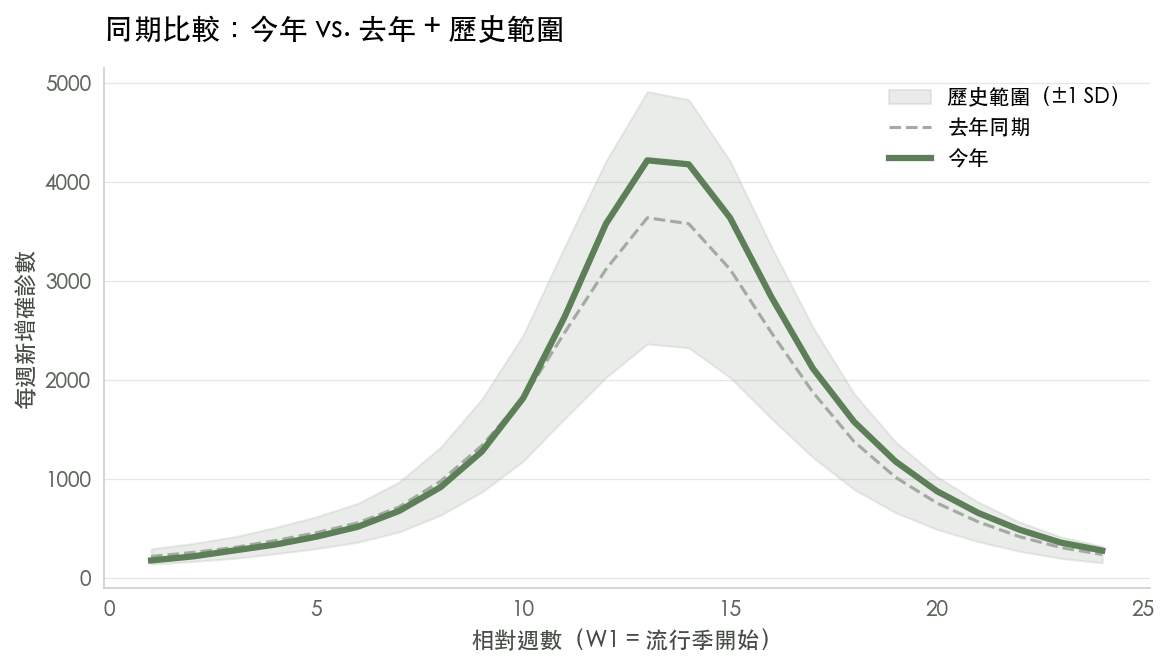 同期比較：今年 vs. 去年 + 歷史範圍
歷史範圍（±1 SD）
去年同期
今年
每週新增確診數
5000
4000
3000
2000
1000
0
0 5 10 15 20 25
相對週數（W1 = 流行季開始）